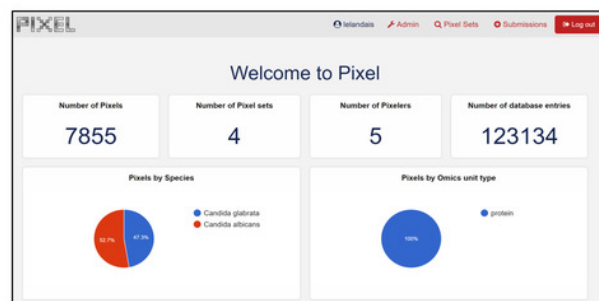 PIXEL
lelandais Admin Pixel Sets Submissions Log out
Welcome to Pixel
Number of Pixels Number of Pixel sets Number of Pixelers Number of database entries
7855 4 5 123134
Pixels by Species Pixels by Omics unit type
Candida glabrata protein
Candida albicans
52.7% 47.3% 100%